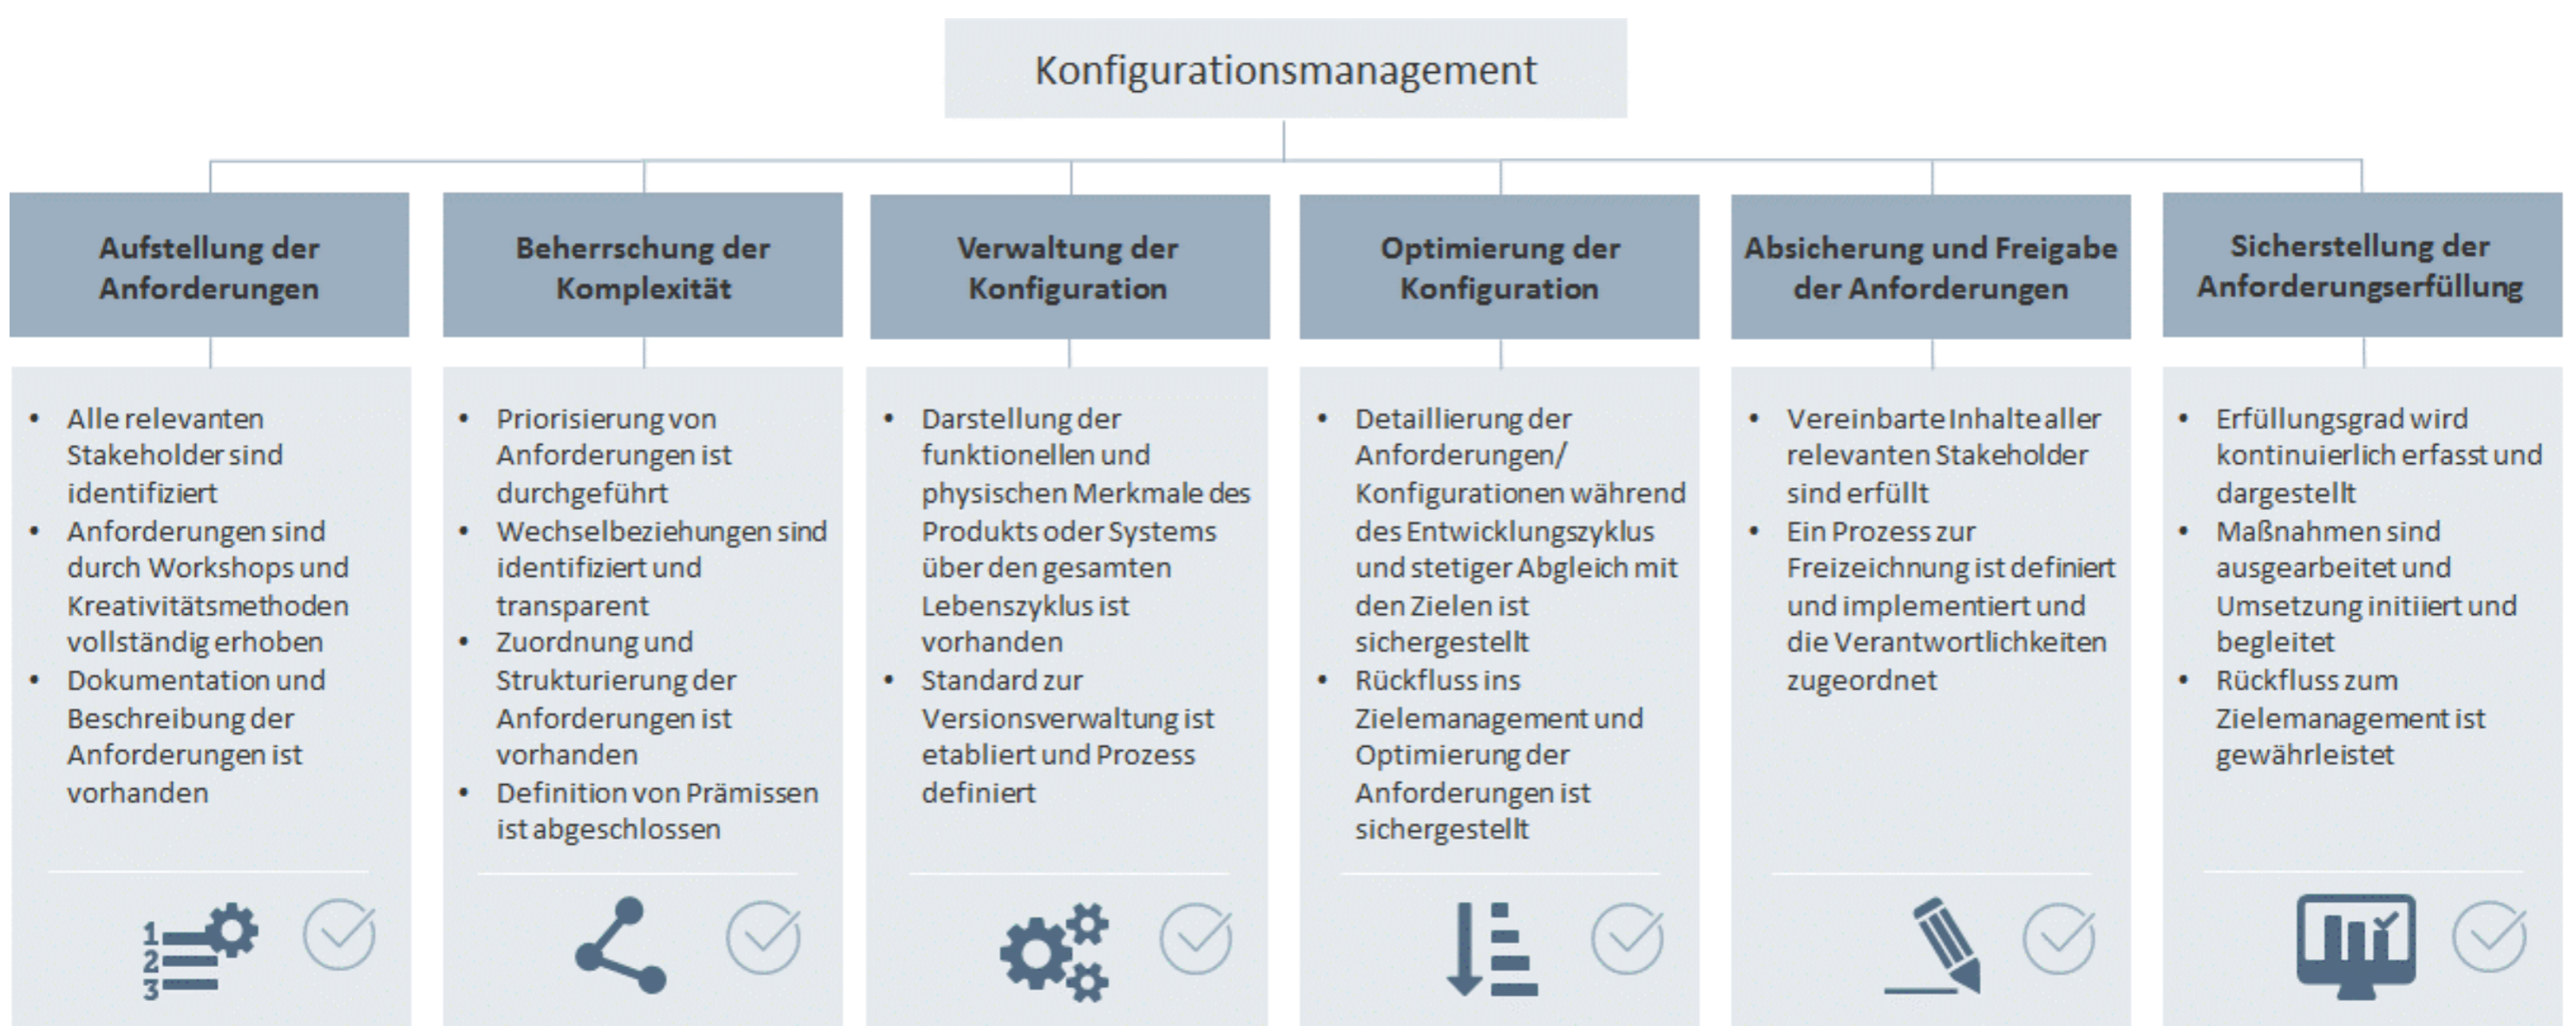 Konfigurationsmanagement
Aufstellung der
Anforderungen
• Alle relevanten
Stakeholder sind
identifiziert
• Anforderungen sind
durch Workshops und
Kreativitätsmethoden
vollständig erhoben
• Dokumentation und
Beschreibung der
Anforderungen ist
vorhanden
1
2
3
Beherrschung der
Komplexität
• Priorisierung von
Anforderungen ist
durchgeführt
• Wechselbeziehungen sind
identifiziert und
transparent
• Zuordnung und
Strukturierung der
Anforderungen ist
vorhanden
• Definition von Prämissen
ist abgeschlossen
Verwaltung der
Konfiguration
• Darstellung der
funktionellen und
physischen Merkmale des
Produkts oder Systems
über den gesamten
Lebenszyklus ist
vorhanden
• Standard zur
Versionsverwaltung ist
etabliert und Prozess
definiert
Optimierung der
Konfiguration
• Detaillierung der
Anforderungen/
Konfigurationen während
des Entwicklungszyklus
und stetiger Abgleich mit
den Zielen ist
sichergestellt
• Rückfluss ins
Zielemanagement und
Optimierung der
Anforderungen ist
sichergestellt
Absicherung und Freigabe
der Anforderungen
• Vereinbarte Inhalte aller
relevanten Stakeholder
sind erfüllt
• Ein Prozess zur
Freizeichnung ist definiert
und implementiert und
die Verantwortlichkeiten
zugeordnet
Sicherstellung der
Anforderungserfüllung
• Erfüllungsgrad wird
kontinuierlich erfasst und
dargestellt
• Maßnahmen sind
ausgearbeitet und
Umsetzung initiiert und
begleitet
• Rückfluss zum
Zielemanagement ist
gewährleistet